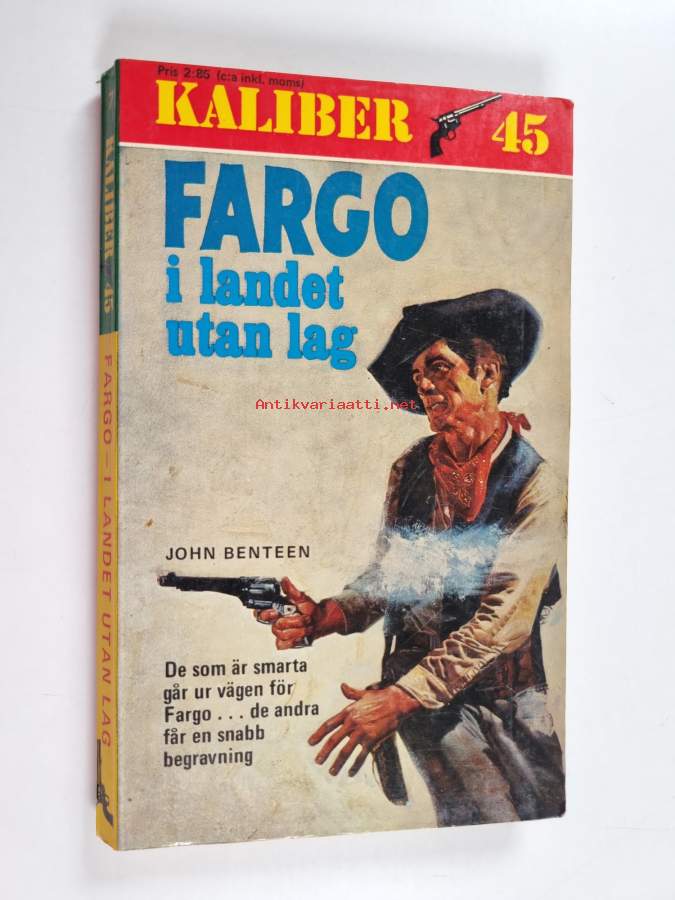 Pris 2:85 (c:a inkl. moms)
KALIBER 45
FARGO
i landet
utan lag
Antikvariaatti.net
JOHN BENTEEN
De som är smarta
går ur vägen för
Fargo... de andra
får en snabb
begravning
KALIBER 45
FARGO – I LANDET UTAN LAG